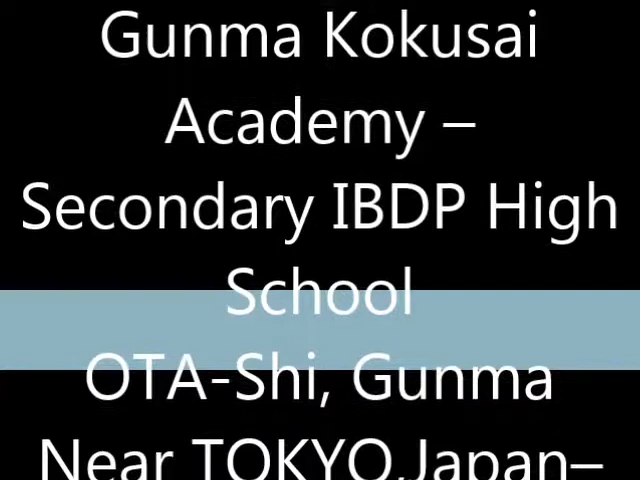 Gunma Kokusai
Academy –
Secondary IBDP High
School
OTA-Shi, Gunma
Near TOKYO,Japan–